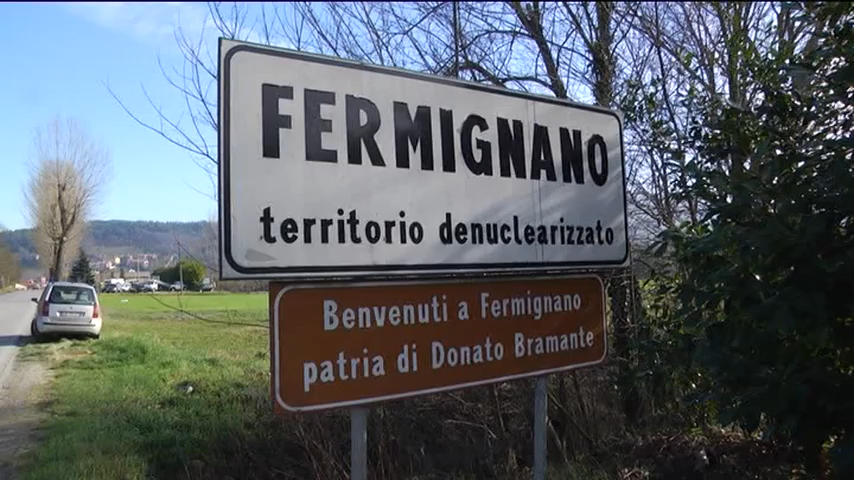 FERMIGNANO
territorio denuclearizzato
Benvenuti a Fermignano
patria di Donato Bramante